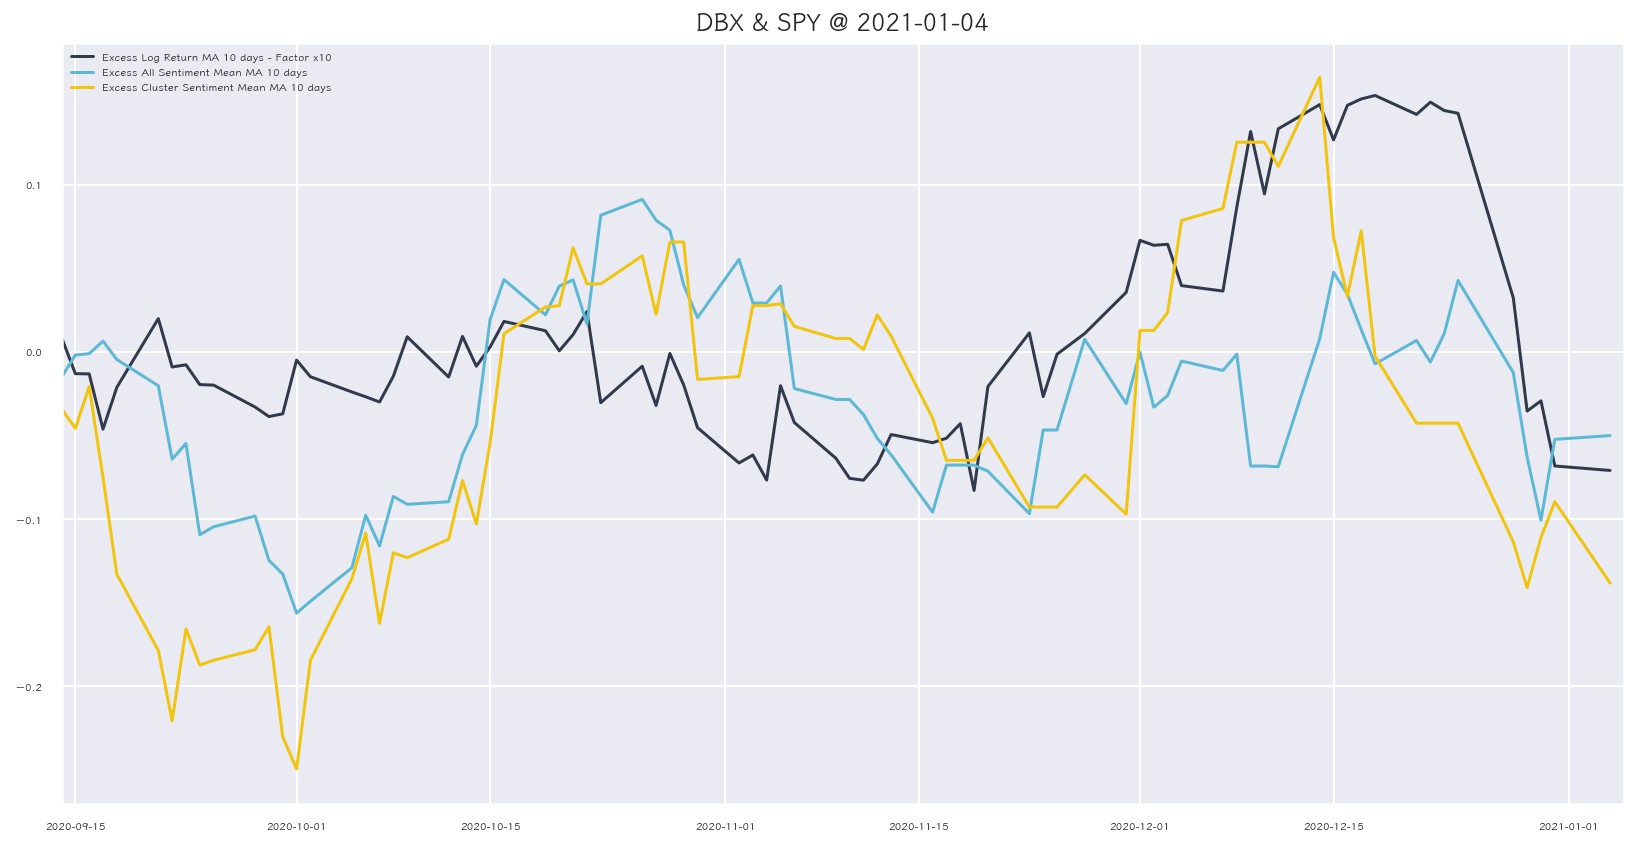 DBX & SPY @ 2021-01-04
Excess Log Return MA 10 days - Factor x10
Excess All Sentiment Mean MA 10 days
Excess Cluster Sentiment Mean MA 10 days
0.1
0.0
−0.1
−0.2
2020-09-15 2020-10-01 2020-10-15 2020-11-01 2020-11-15 2020-12-01 2020-12-15 2021-01-01